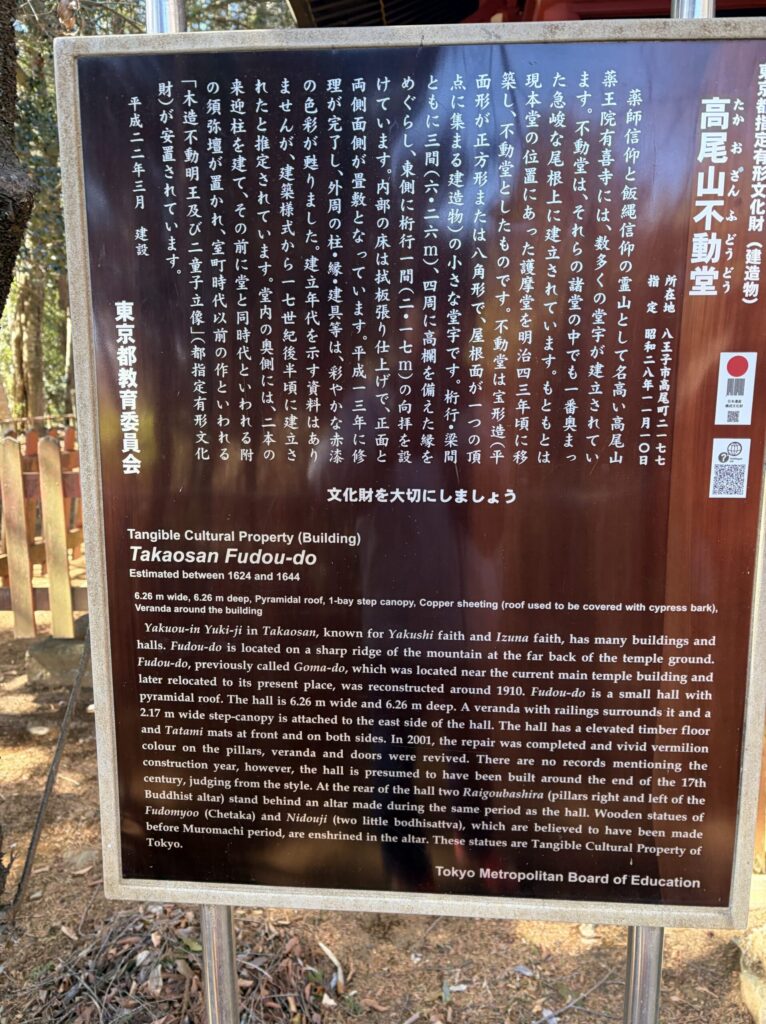 東京都指定有形文化財（建造物）
たか お ざん ふ どうどう
高尾山不動堂
所在地 八王子市高尾町二一七七
指 定 昭和二八年一一月一〇日
薬師信仰と飯縄信仰の霊山として名高い高尾山
薬王院有喜寺には、数多くの堂宇が建立されてい
ます。不動堂は、それらの諸堂の中でも一番奥まっ
た急峻な尾根上に建立されています。もともとは
現本堂の位置にあった護摩堂を明治四三年頃に移
築し、不動堂としたものです。不動堂は宝形造（平
面形が正方形または八角形で、屋根面が一つの頂
点に集まる建造物）の小さな堂宇です。桁行・梁間
ともに三間（六・二六ｍ）、四周に高欄を備えた縁を
めぐらし、東側に桁行一間（二・一七ｍ）の向拝を設
けています。内部の床は拭板張り仕上げで、正面と
両側面側が畳敷となっています。平成一三年に修
理が完了し、外周の柱・縁・建具等は、彩やかな赤漆
の色彩が甦りました。建立年代を示す資料はあり
ませんが、建築様式から一七世紀後半頃に建立さ
れたと推定されています。堂内の奥側には、二本の
来迎柱を建て、その前に堂と同時代といわれる附
の須弥壇が置かれ、室町時代以前の作といわれる
「木造不動明王及び二童子立像」（都指定有形文化
財）が安置されています。
平成二二年三月 建設
東京都教育委員会
文化財を大切にしましょう
Tangible Cultural Property (Building)
Takaosan Fudou-do
Estimated between 1624 and 1644
6.26 m wide, 6.26 m deep, Pyramidal roof, 1-bay step canopy, Copper sheeting (roof used to be covered with cypress bark),
Veranda around the building
Yakuou-in Yuki-ji in Takaosan, known for Yakushi faith and Izuna faith, has many buildings and
halls. Fudou-do is located on a sharp ridge of the mountain at the far back of the temple ground.
Fudou-do, previously called Goma-do, which was located near the current main temple building and
later relocated to its present place, was reconstructed around 1910. Fudou-do is a small hall with
pyramidal roof. The hall is 6.26 m wide and 6.26 m deep. A veranda with railings surrounds it and a
2.17 m wide step-canopy is attached to the east side of the hall. The hall has a elevated timber floor
and Tatami mats at front and on both sides. In 2001, the repair was completed and vivid vermilion
colour on the pillars, veranda and doors were revived. There are no records mentioning the
construction year, however, the hall is presumed to have been built around the end of the 17th
century, judging from the style. At the rear of the hall two Raigoubashira (pillars right and left of the
Buddhist altar) stand behind an altar made during the same period as the hall. Wooden statues of
Fudomyoo (Chetaka) and Nidouji (two little bodhisattva), which are believed to have been made
before Muromachi period, are enshrined in the altar. These statues are Tangible Cultural Property of
Tokyo.
Tokyo Metropolitan Board of Education